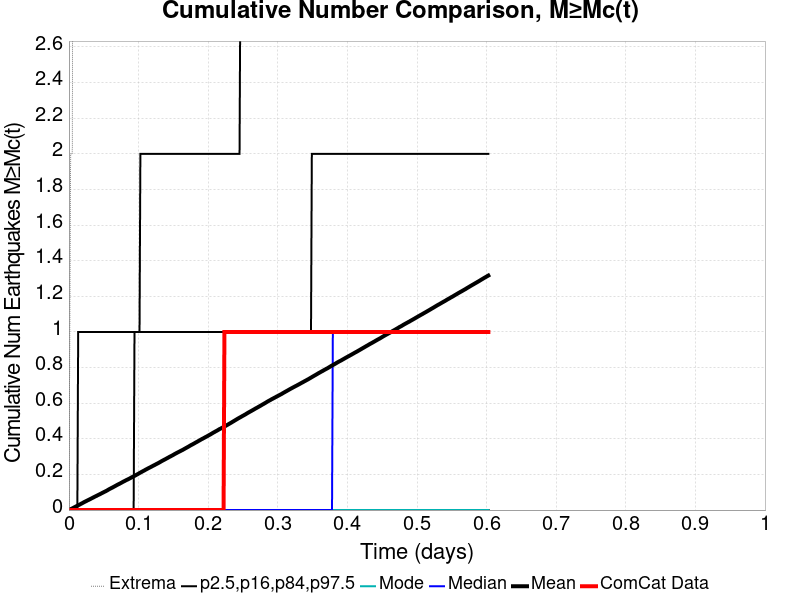 Cumulative Number Comparison, M≥Mc(t)
Cumulative Num Earthquakes M≥Mc(t)
2.6
2.4
2.2
2
1.8
1.6
1.4
1.2
1
0.8
0.6
0.4
0.2
0
0 0.1 0.2 0.3 0.4 0.5 0.6 0.7 0.8 0.9 1
Time (days)
Extrema p2.5,p16,p84,p97.5 Mode Median Mean ComCat Data